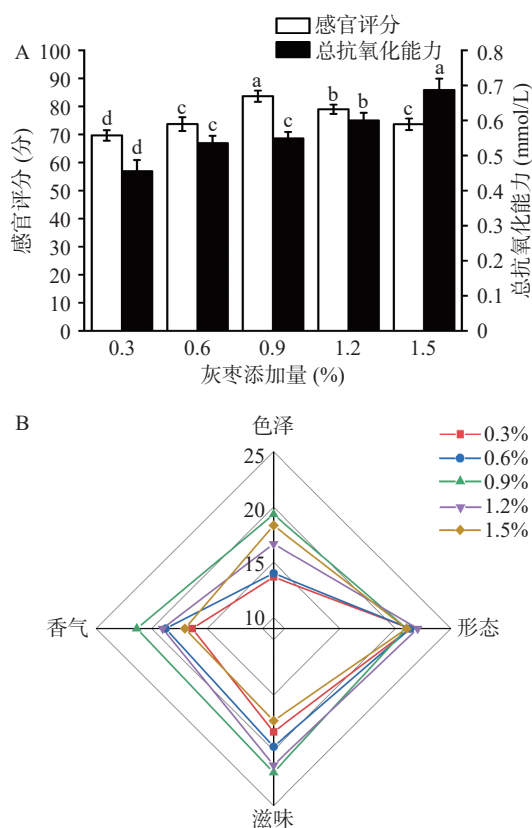 A
感官评分
总抗氧化能力
感官评分 (分)
100
90
80
70
60
50
40
30
20
10
0
d
d
c
c
a
c
b
b
c
a
0.8
0.7
0.6
0.5
0.4
0.3
0.2
0.1
0
总抗氧化能力 (mmol/L)
0.3
0.6
0.9
1.2
1.5
灰枣添加量 (%)
B
色泽
25
20
15
10
香气
形态
滋味
0.3%
0.6%
0.9%
1.2%
1.5%